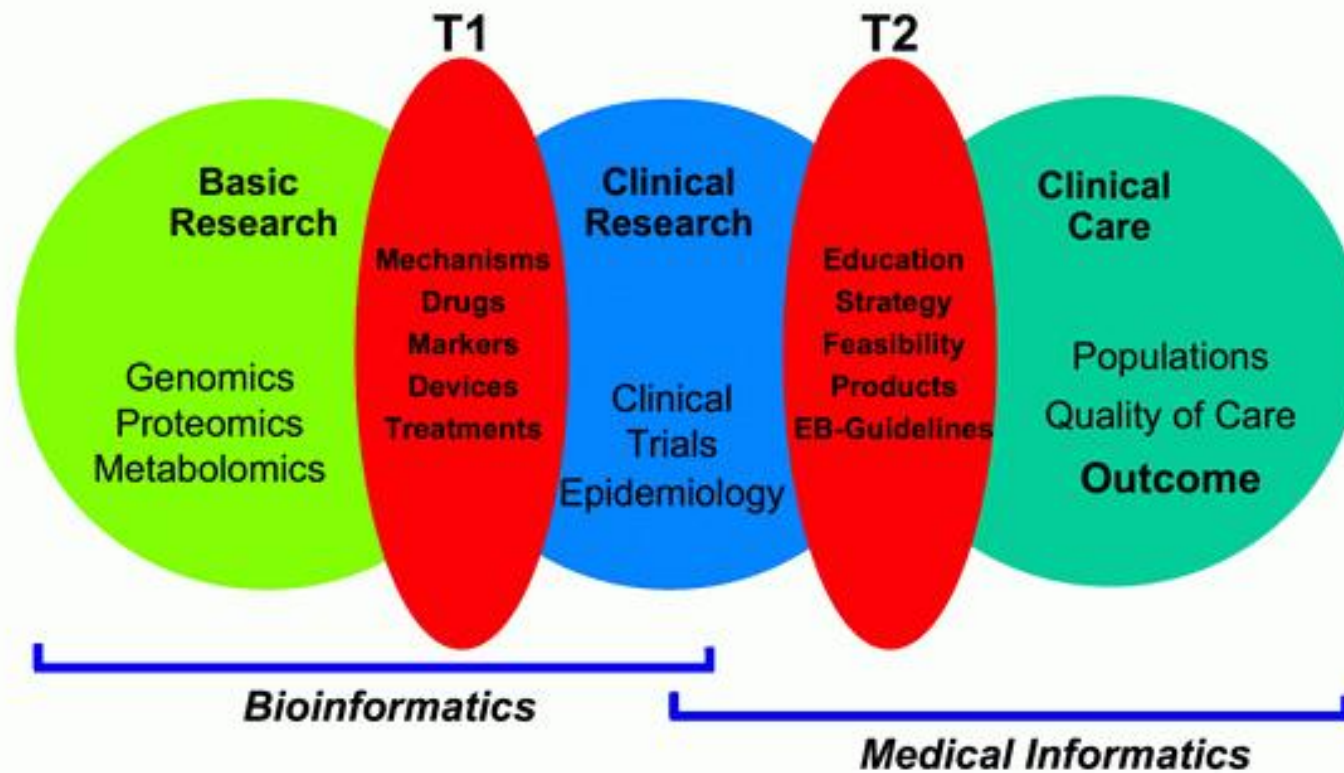 T1
T2
Basic
Research
Genomics
Proteomics
Metabolomics
Mechanisms
Drugs
Markers
Devices
Treatments
Clinical
Research
Clinical
Trials
Epidemiology
Education
Strategy
Feasibility
Products
EB-Guidelines
Clinical
Care
Populations
Quality of Care
Outcome
Bioinformatics
Medical Informatics